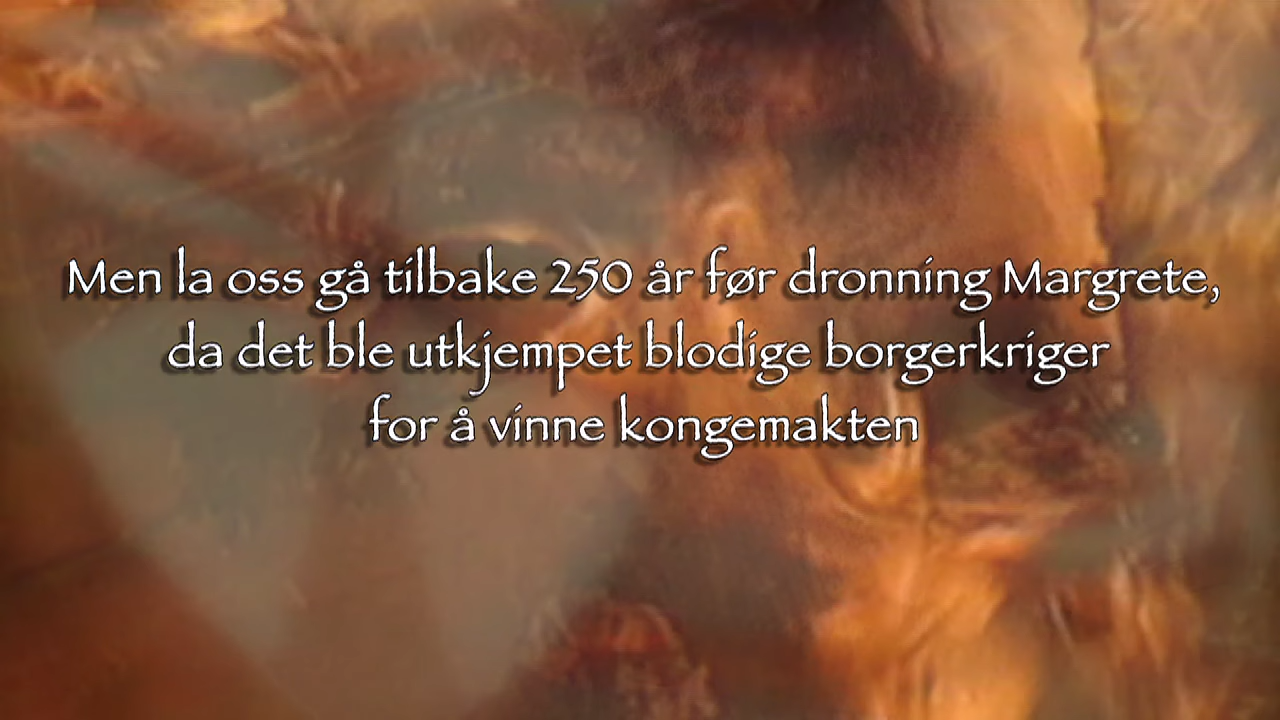 Men la oss gå tilbake 250 år før dronning Margrete,
da det ble utkjempet blodige borgerkriger
for å vinne kongemakten